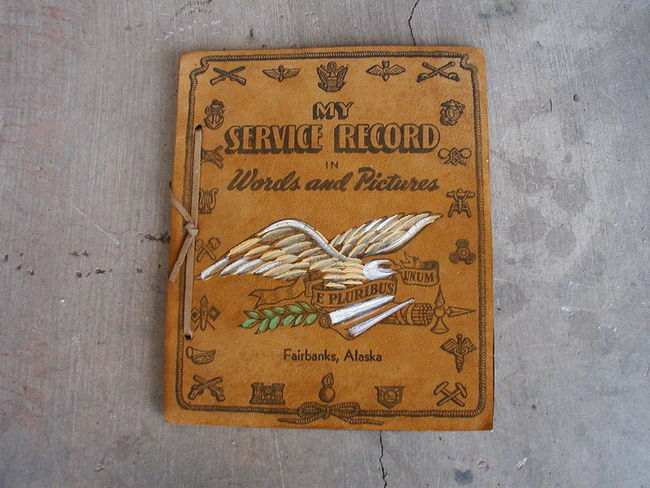 MY
SERVICE RECORD
IN
Words and Pictures
E PLURIBUS UNUM
Fairbanks, Alaska